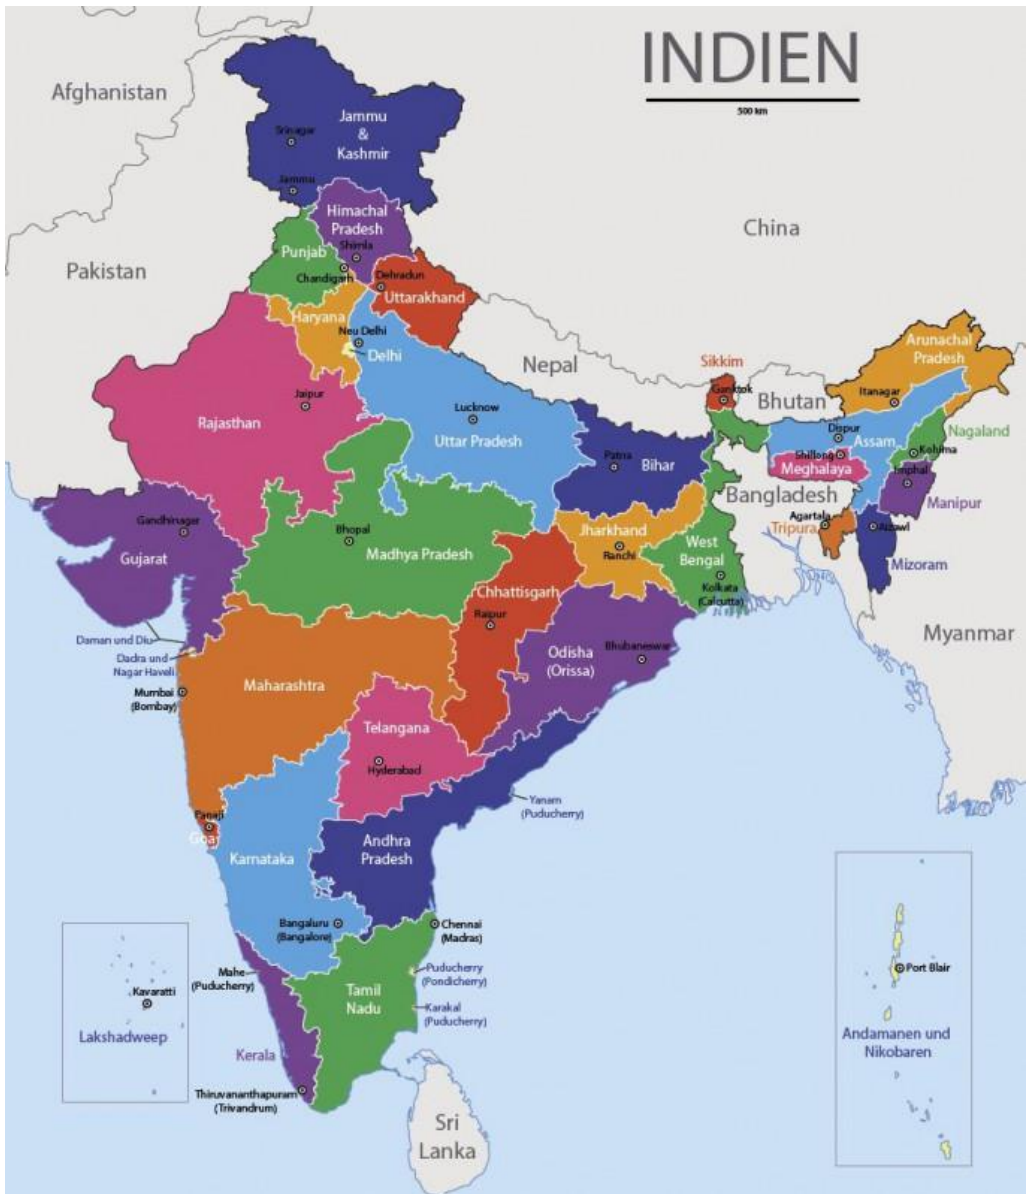 INDIEN
500 km
Afghanistan
Jammu
&
Kashmir
Srinagar
Jammu
China
Himachal
Pradesh
Shimla
Punjab
Chandigarh
Pakistan
Dehradun
Uttarakhand
Haryana
Neu Delhi
Delhi
Nepal
Sikkim
Ganktok
Bhutan
Arunachal
Pradesh
Itanagar
Rajasthan
Jaipur
Lucknow
Uttar Pradesh
Dispur
Assam
Nagaland
Kohima
Shillong
Meghalaya
Imphal
Manipur
Patna
Bihar
Bangladesh
Agartala
Tripura
Aizawl
Mizoram
Gandhinagar
Gujarat
Bhopal
Madhya Pradesh
Jharkhand
Ranchi
West
Bengal
Kolkata
(Calcutta)
Chhattisgarh
Raipur
Myanmar
Daman und Diu
Dadra und
Nagar Haveli
Odisha
(Orissa)
Bhubaneswar
Mumbai
(Bombay)
Maharashtra
Telangana
Hyderabad
Yanam
(Puducherry)
Panaji
Goa
Karnataka
Andhra
Pradesh
Bangaluru
(Bangalore)
Chennai
(Madras)
Mahe
(Puducherry)
Puducherry
(Pondicherry)
Tamil
Nadu
Karakal
(Puducherry)
Kavaratti
Lakshadweep
Kerala
Thiruvananthapuram
(Trivandrum)
Port Blair
Andamanen und
Nikobaren
Sri
Lanka